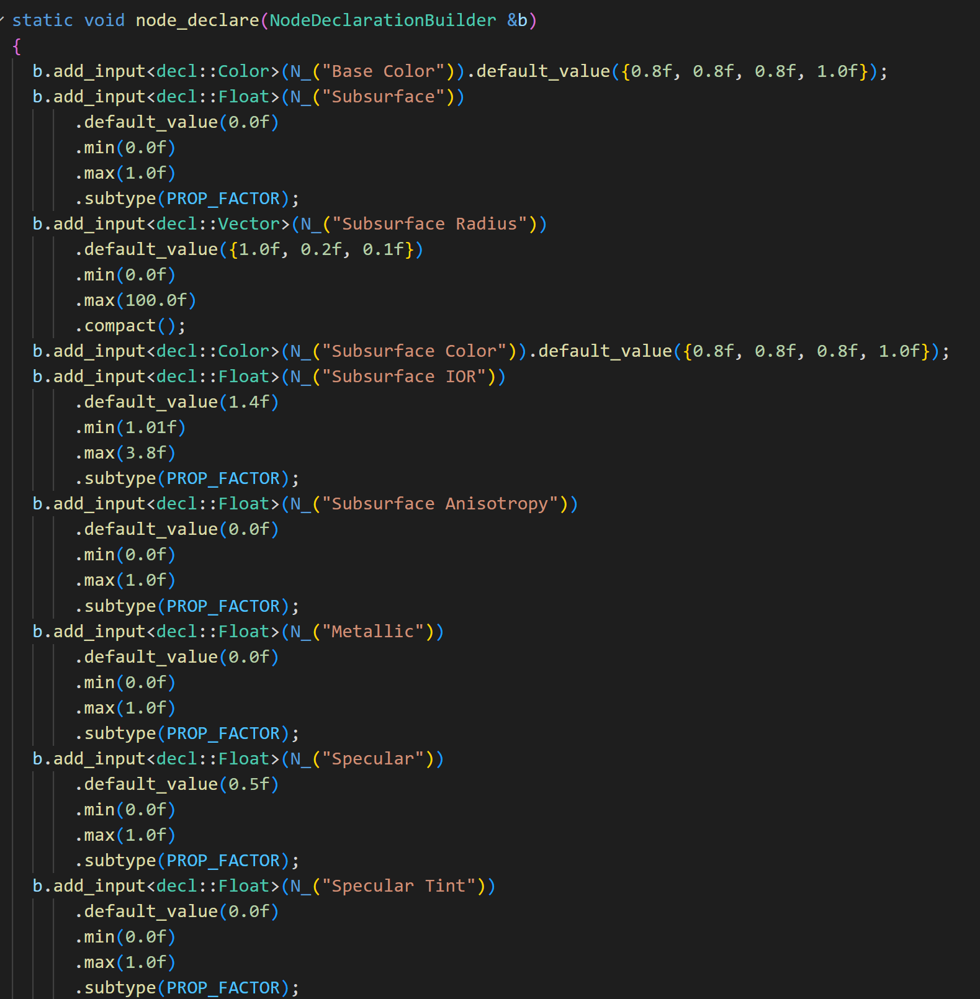 static void node_declare(NodeDeclarationBuilder &b)
{
  b.add_input<decl::Color>(N_("Base Color")).default_value({0.8f, 0.8f, 0.8f, 1.0f});
  b.add_input<decl::Float>(N_("Subsurface"))
      .default_value(0.0f)
      .min(0.0f)
      .max(1.0f)
      .subtype(PROP_FACTOR);
  b.add_input<decl::Vector>(N_("Subsurface Radius"))
      .default_value({1.0f, 0.2f, 0.1f})
      .min(0.0f)
      .max(100.0f)
      .compact();
  b.add_input<decl::Color>(N_("Subsurface Color")).default_value({0.8f, 0.8f, 0.8f, 1.0f});
  b.add_input<decl::Float>(N_("Subsurface IOR"))
      .default_value(1.4f)
      .min(1.01f)
      .max(3.8f)
      .subtype(PROP_FACTOR);
  b.add_input<decl::Float>(N_("Subsurface Anisotropy"))
      .default_value(0.0f)
      .min(0.0f)
      .max(1.0f)
      .subtype(PROP_FACTOR);
  b.add_input<decl::Float>(N_("Metallic"))
      .default_value(0.0f)
      .min(0.0f)
      .max(1.0f)
      .subtype(PROP_FACTOR);
  b.add_input<decl::Float>(N_("Specular"))
      .default_value(0.5f)
      .min(0.0f)
      .max(1.0f)
      .subtype(PROP_FACTOR);
  b.add_input<decl::Float>(N_("Specular Tint"))
      .default_value(0.0f)
      .min(0.0f)
      .max(1.0f)
      .subtype(PROP_FACTOR);